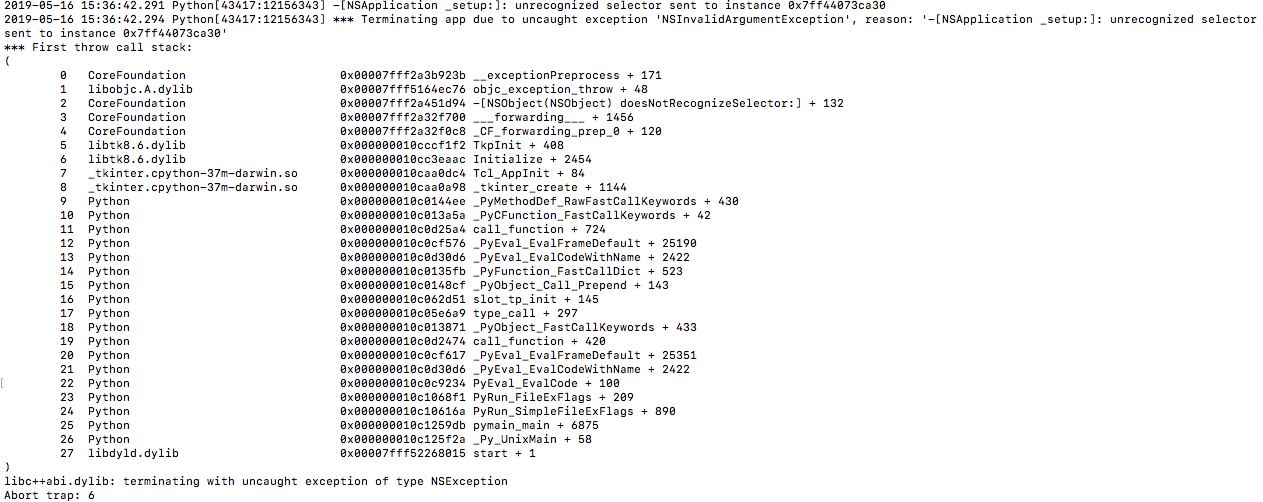 2019-05-16 15:36:42.291 Python[43417:12156343] -[NSApplication _setup:]: unrecognized selector sent to instance 0x7ff44073ca30
2019-05-16 15:36:42.294 Python[43417:12156343] *** Terminating app due to uncaught exception 'NSInvalidArgumentException', reason: '-[NSApplication _setup:]: unrecognized selector
sent to instance 0x7ff44073ca30'
*** First throw call stack:
(
0 CoreFoundation 0x00007fff2a3b923b __exceptionPreprocess + 171
1 libobjc.A.dylib 0x00007fff5164ec76 objc_exception_throw + 48
2 CoreFoundation 0x00007fff2a451d94 -[NSObject(NSObject) doesNotRecognizeSelector:] + 132
3 CoreFoundation 0x00007fff2a32f700 ___forwarding___ + 1456
4 CoreFoundation 0x00007fff2a32f0c8 _CF_forwarding_prep_0 + 120
5 libtk8.6.dylib 0x000000010cccf1f2 TkpInit + 408
6 libtk8.6.dylib 0x000000010cc3eaac Initialize + 2454
7 _tkinter.cpython-37m-darwin.so 0x000000010caa0dc4 Tcl_AppInit + 84
8 _tkinter.cpython-37m-darwin.so 0x000000010caa0a98 _tkinter_create + 1144
9 Python 0x000000010c0144ee _PyMethodDef_RawFastCallKeywords + 430
10 Python 0x000000010c013a5a _PyCFunction_FastCallKeywords + 42
11 Python 0x000000010c0d25a4 call_function + 724
12 Python 0x000000010c0cf576 _PyEval_EvalFrameDefault + 25190
13 Python 0x000000010c0d30d6 _PyEval_EvalCodeWithName + 2422
14 Python 0x000000010c0135fb _PyFunction_FastCallDict + 523
15 Python 0x000000010c0148cf _PyObject_Call_Prepend + 143
16 Python 0x000000010c062d51 slot_tp_init + 145
17 Python 0x000000010c05e6a9 type_call + 297
18 Python 0x000000010c013871 _PyObject_FastCallKeywords + 433
19 Python 0x000000010c0d2474 call_function + 420
20 Python 0x000000010c0cf617 _PyEval_EvalFrameDefault + 25351
21 Python 0x000000010c0d30d6 _PyEval_EvalCodeWithName + 2422
22 Python 0x000000010c0c9234 PyEval_EvalCode + 100
23 Python 0x000000010c1068f1 PyRun_FileExFlags + 209
24 Python 0x000000010c10616a PyRun_SimpleFileExFlags + 890
25 Python 0x000000010c1259db pymain_main + 6875
26 Python 0x000000010c125f2a _Py_UnixMain + 58
27 libdyld.dylib 0x00007fff52268015 start + 1
)
libc++abi.dylib: terminating with uncaught exception of type NSException
Abort trap: 6